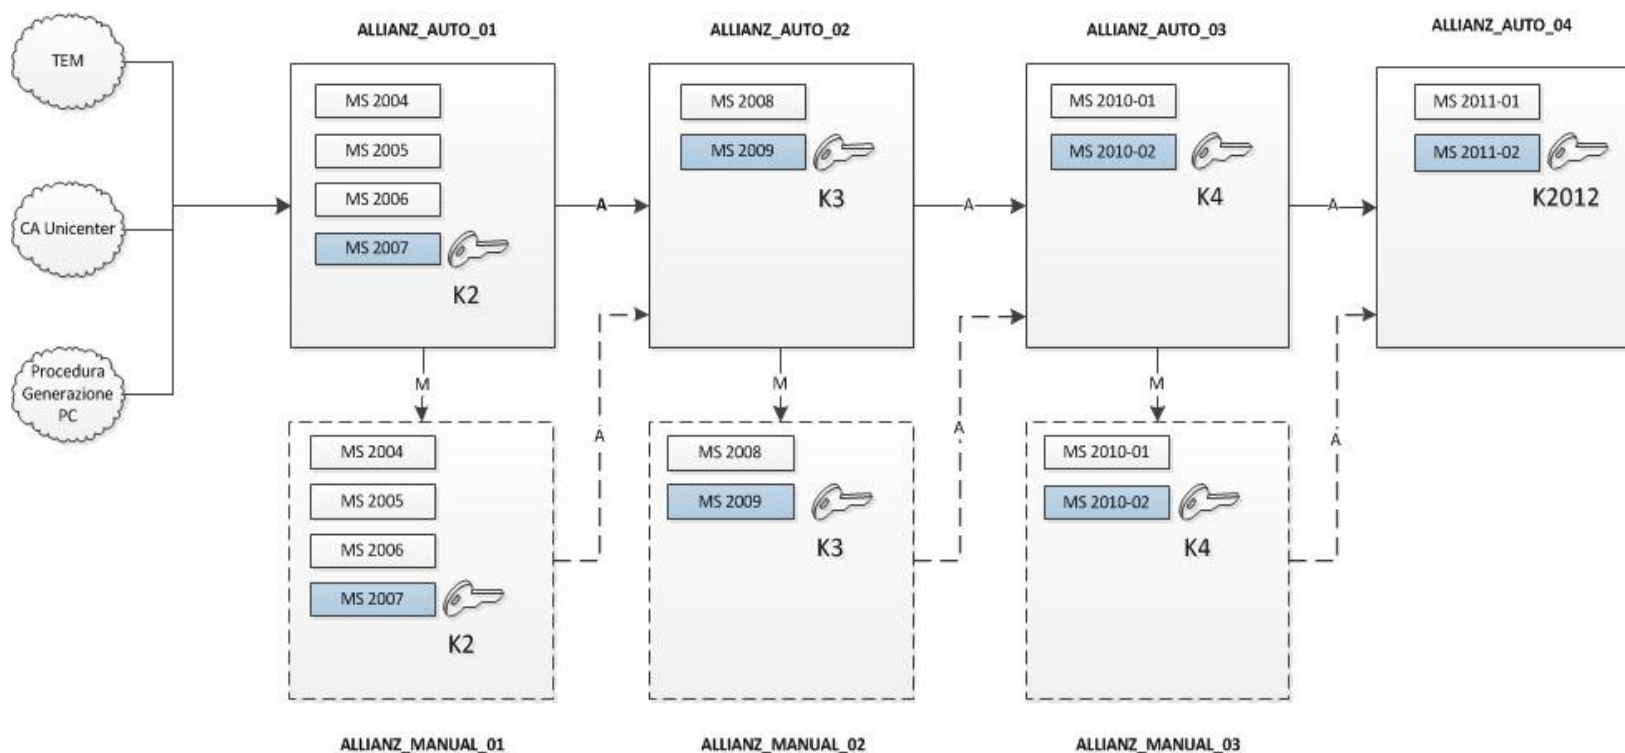 ALLIANZ_AUTO_01
ALLIANZ_AUTO_02
ALLIANZ_AUTO_03
ALLIANZ_AUTO_04
TEM
CA Unicenter
Procedura
Generazione
PC
MS 2004
MS 2005
MS 2006
MS 2007
K2
A
MS 2008
MS 2009
K3
A
MS 2010-01
MS 2010-02
K4
A
MS 2011-01
MS 2011-02
K2012
M
M
M
MS 2004
MS 2005
MS 2006
MS 2007
K2
A
MS 2008
MS 2009
K3
A
MS 2010-01
MS 2010-02
K4
A
ALLIANZ_MANUAL_01
ALLIANZ_MANUAL_02
ALLIANZ_MANUAL_03